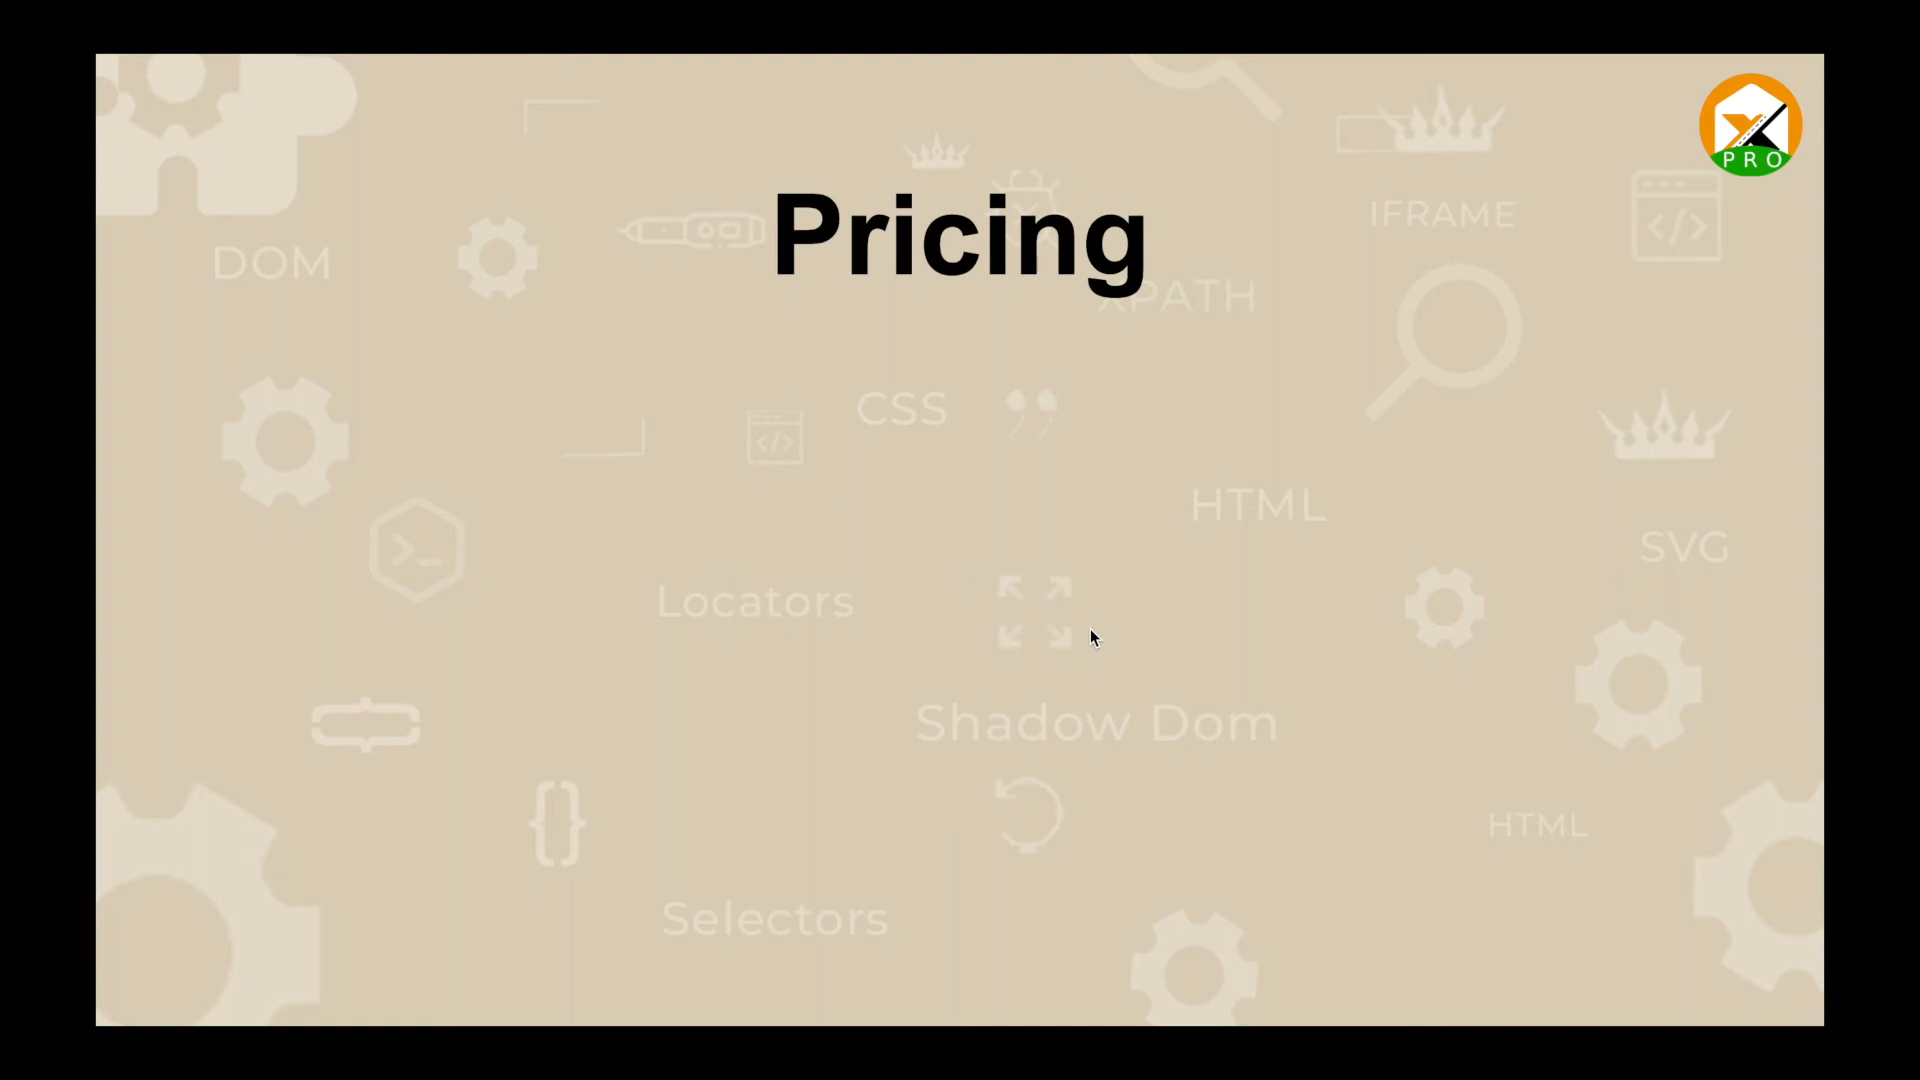 PRO
Pricing
IFRAME
DOM
XPATH
</>
CSS
</>
HTML
SVG
>_
Locators
Shadow Dom
{}
HTML
Selectors